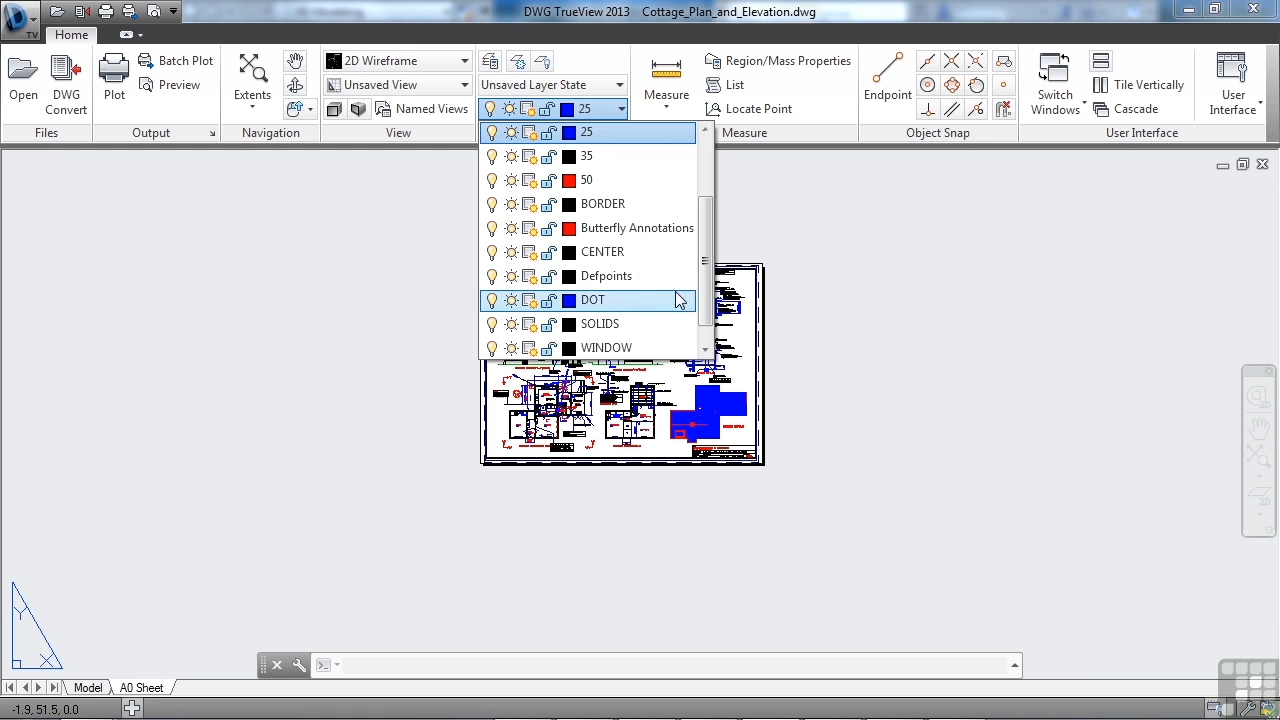 DWG TrueView 2013 Cottage_Plan_and_Elevation.dwg
TV
Home
Open
DWG
Convert
Files
Plot
Batch Plot
Preview
Output
Extents
Navigation
2D Wireframe
Unsaved View
Named Views
View
Unsaved Layer State
25
25
35
50
BORDER
Butterfly Annotations
CENTER
Defpoints
DOT
SOLIDS
WINDOW
Measure
Region/Mass Properties
List
Locate Point
Measure
Endpoint
Object Snap
Switch
Windows
Tile Vertically
Cascade
User
Interface
User Interface
2D
2D
Y
X
Model
A0 Sheet
-1.9, 51.5, 0.0